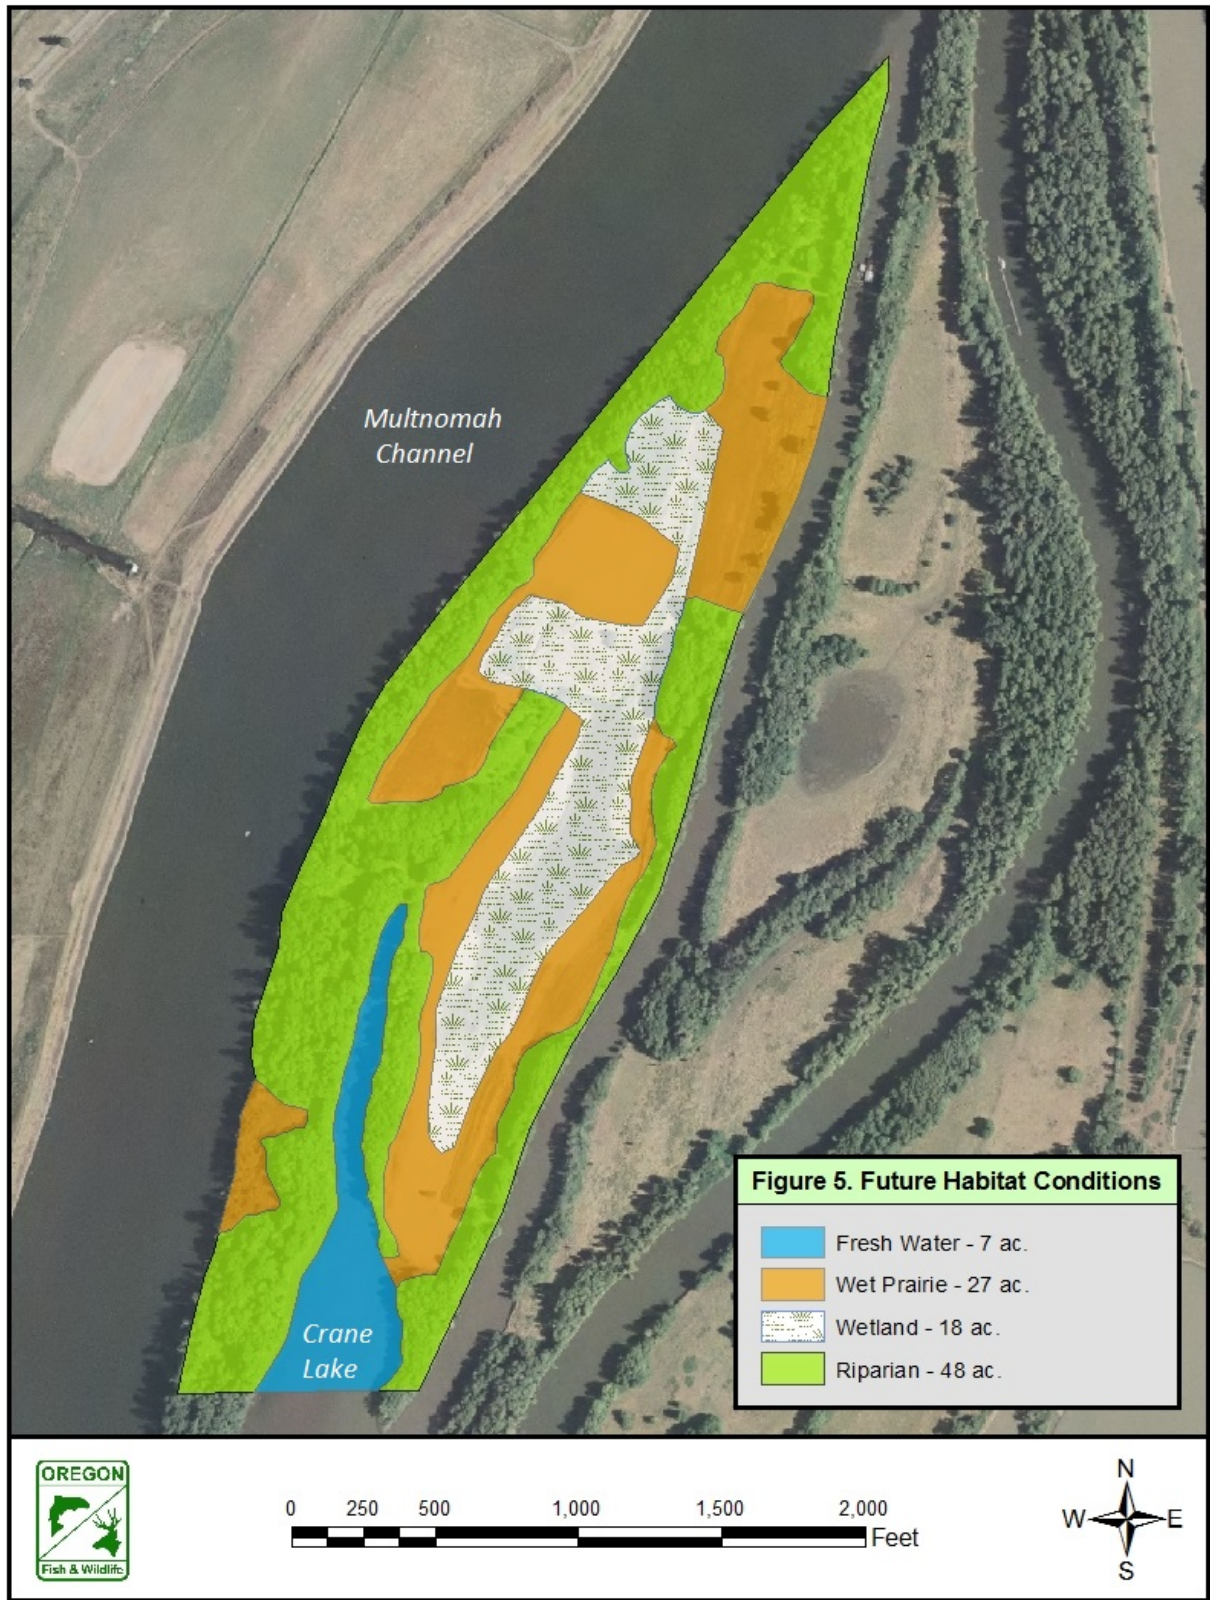 Multnomah
Channel
Crane
Lake
Figure 5. Future Habitat Conditions
Fresh Water - 7 ac.
Wet Prairie - 27 ac.
Wetland - 18 ac.
Riparian - 48 ac.
OREGON
Fish & Wildlife
0 250 500 1,000 1,500 2,000
Feet
N
W E
S